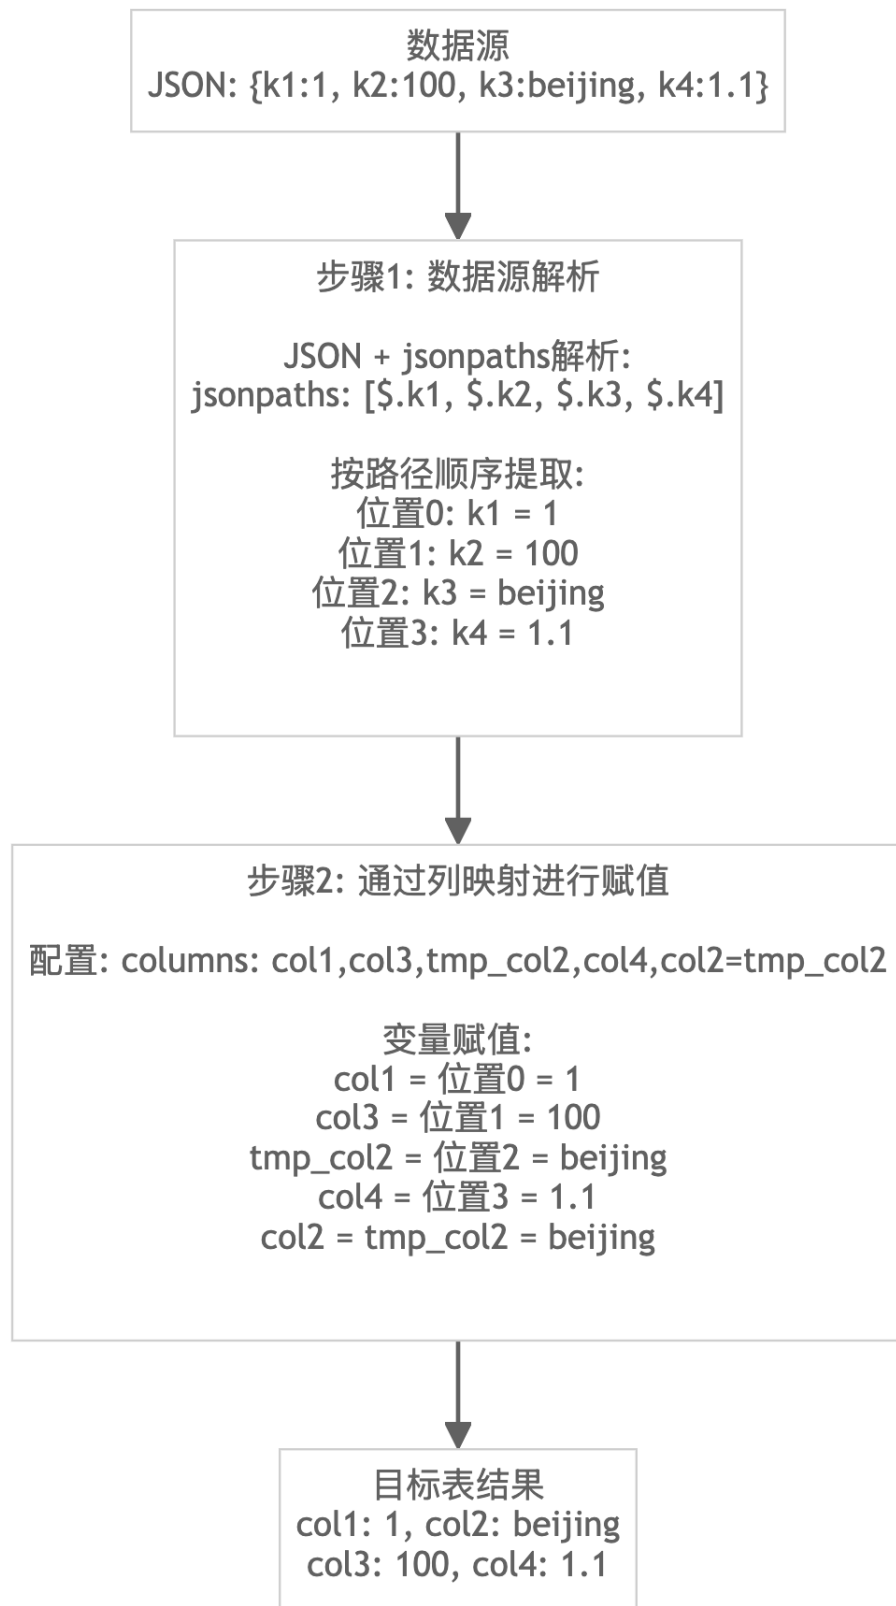 数据源
JSON: {k1:1, k2:100, k3:beijing, k4:1.1}
步骤1: 数据源解析
JSON + jsonpaths解析:
jsonpaths: [$.k1, $.k2, $.k3, $.k4]
按路径顺序提取:
位置0: k1 = 1
位置1: k2 = 100
位置2: k3 = beijing
位置3: k4 = 1.1
步骤2: 通过列映射进行赋值
配置: columns: col1,col3,tmp_col2,col4,col2=tmp_col2
变量赋值:
col1 = 位置0 = 1
col3 = 位置1 = 100
tmp_col2 = 位置2 = beijing
col4 = 位置3 = 1.1
col2 = tmp_col2 = beijing
目标表结果
col1: 1, col2: beijing
col3: 100, col4: 1.1